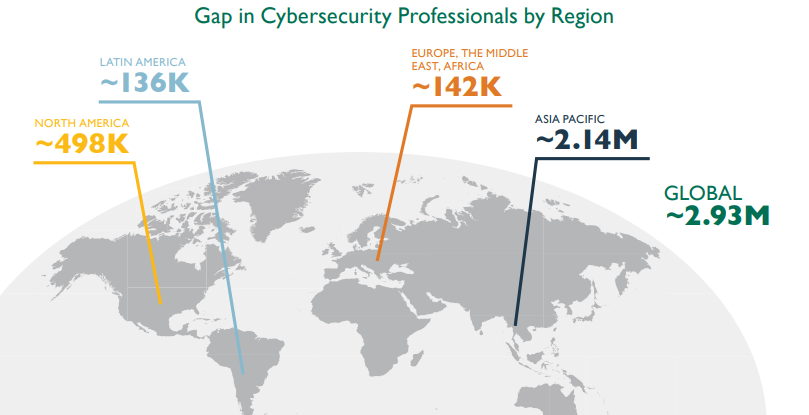 Gap in Cybersecurity Professionals by Region
LATIN AMERICA
~136K
EUROPE, THE MIDDLE
EAST, AFRICA
~142K
NORTH AMERICA
~498K
ASIA PACIFIC
~2.14M
GLOBAL
~2.93M